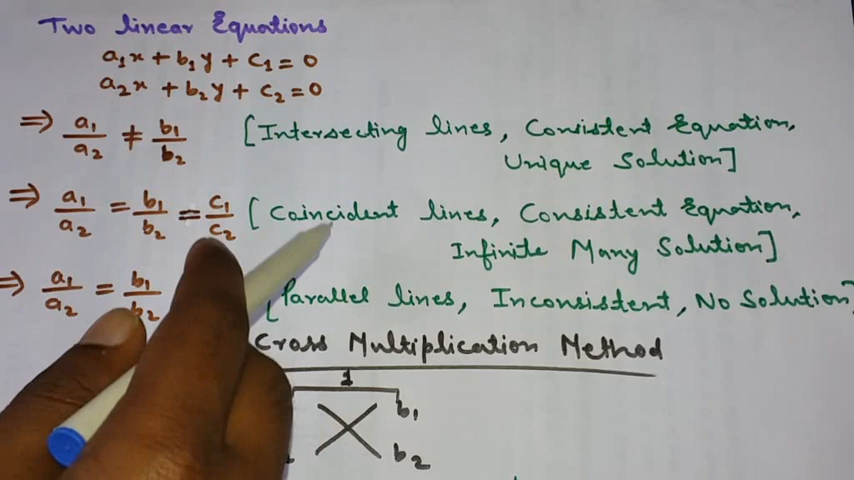 Two linear Equations
a₁x + b₁y + c₁ = 0
a₂x + b₂y + c₂ = 0
⇒ a₁/a₂ ≠ b₁/b₂ [Intersecting lines, Consistent Equation,
Unique Solution]
⇒ a₁/a₂ = b₁/b₂ = c₁/c₂ [Coincident lines, Consistent Equation,
Infinite Many Solution]
⇒ a₁/a₂ = b₁/b₂ [Parallel lines, Inconsistent, No Solution]
Cross Multiplication Method
1
b₁
b₂